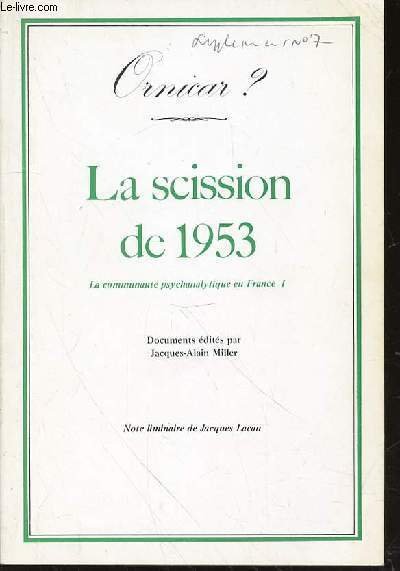 le-livre.com
n°7
Ornicar ?
La scission
de 1953
La communauté psychanalytique en France 1
Documents édités par
Jacques-Alain Miller
Note liminaire de Jacques Lacan